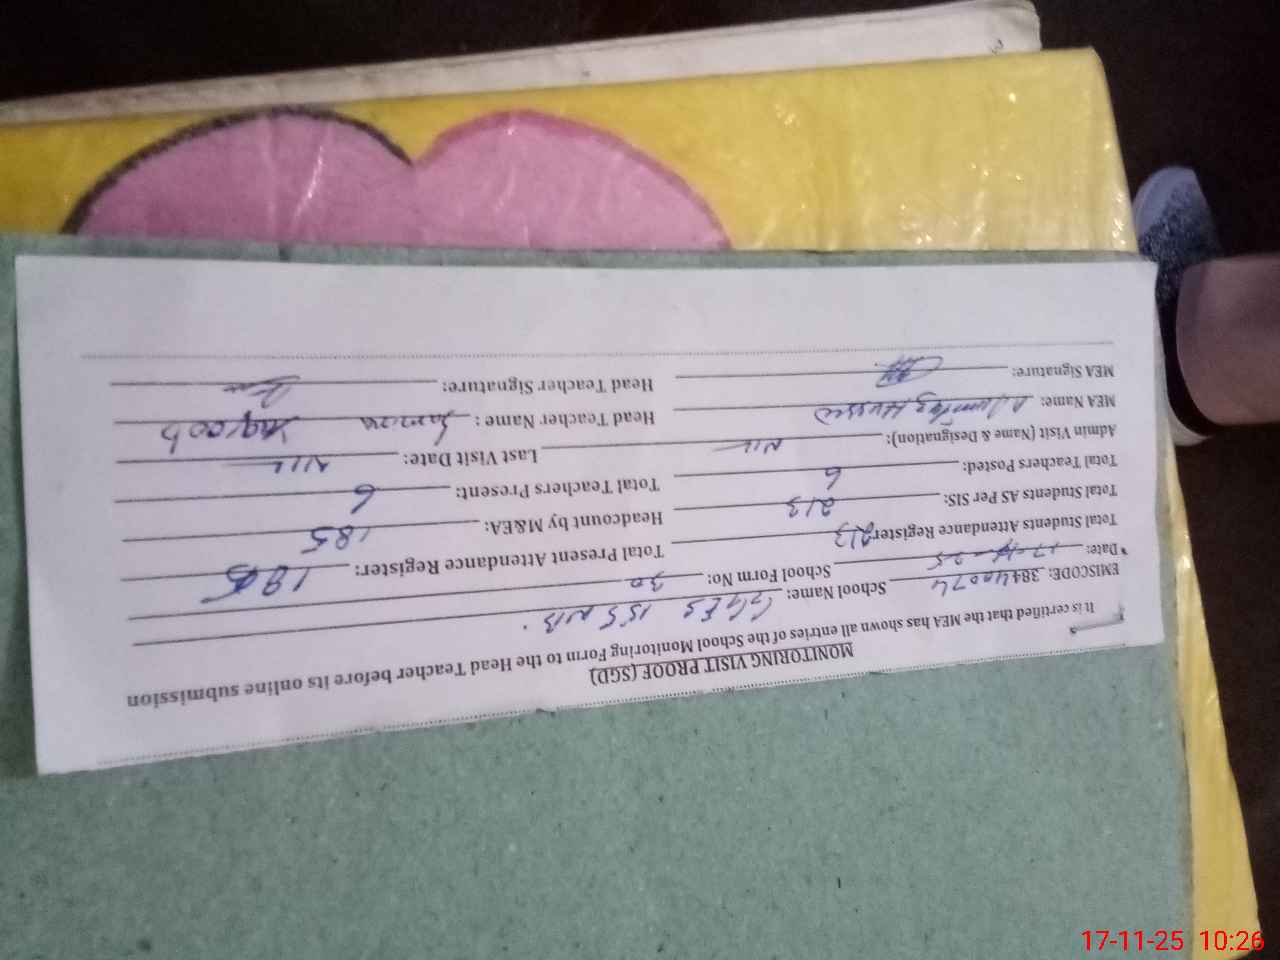 MONITORING VISIT PROOF (SGD)
It is certified that the MEA has shown all entries of the School Monitoring Form to the Head Teacher before its online submission
EMISCODE: 38440074 School Name: GGES 155 NB
Date: 17-11-25 School Form No: 30
Total Students Attendance Register: 213 Total Present Attendance Register: 185
Total Students AS Per SIS: 213 Headcount by M&EA: 185
Total Teachers Posted: 6 Total Teachers Present: 6
Admin Visit (Name & Designation): NIL Last Visit Date: NIL
MEA Name: Mumtaz Hussain Head Teacher Name: Samina Yaqoob
MEA Signature: Head Teacher Signature:
17-11-25 10:26